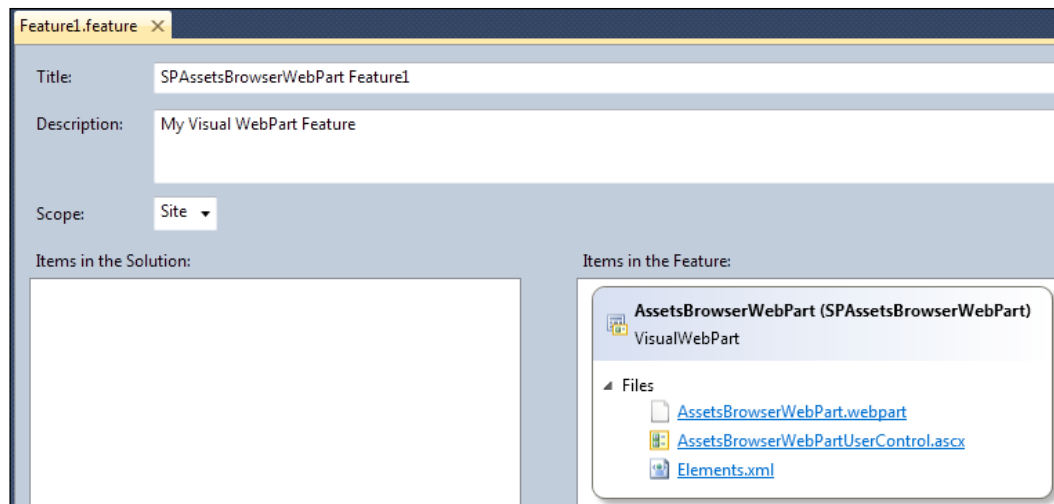 Feature1.feature
Title:
SPAssetsBrowserWebPart Feature1
Description:
My Visual WebPart Feature
Scope:
Site
Items in the Solution:
Items in the Feature:
AssetsBrowserWebPart (SPAssetsBrowserWebPart)
VisualWebPart
Files
AssetsBrowserWebPart.webpart
AssetsBrowserWebPartUserControl.ascx
Elements.xml